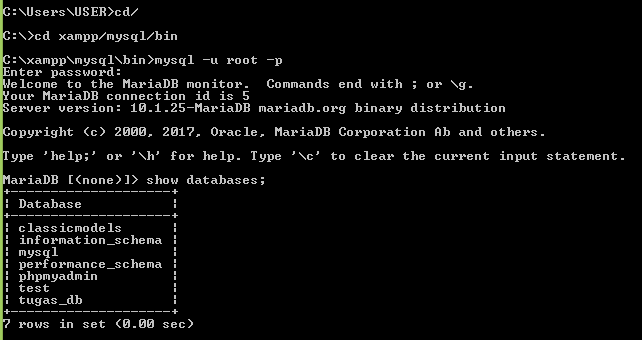 C:\Users\USER>cd/
C:\>cd xampp/mysql/bin
C:\xampp\mysql\bin>mysql -u root -p
Enter password:
Welcome to the MariaDB monitor.  Commands end with ; or \g.
Your MariaDB connection id is 5
Server version: 10.1.25-MariaDB mariadb.org binary distribution
Copyright (c) 2000, 2017, Oracle, MariaDB Corporation Ab and others.
Type 'help;' or '\h' for help. Type '\c' to clear the current input statement.
MariaDB [(none)]> show databases;
+--------------------+
| Database           |
+--------------------+
| classicmodels      |
| information_schema |
| mysql              |
| performance_schema |
| phpmyadmin         |
| test               |
| tugas_db           |
+--------------------+
7 rows in set (0.00 sec)